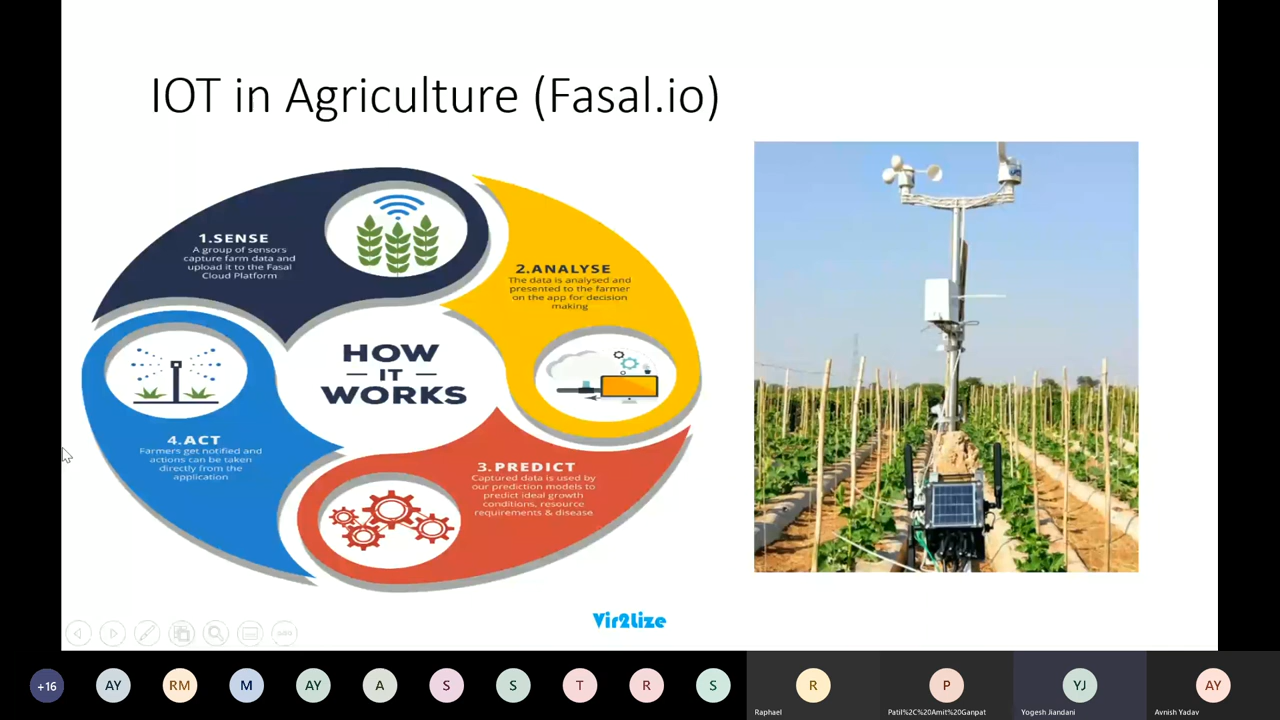 IOT in Agriculture (Fasal.io)
1.SENSE
A group of sensors
capture farm data and
upload it to the Fasal
Cloud Platform
2.ANALYSE
The data is analysed and
presented to the farmer
on the app for decision
making
HOW
— IT —
WORKS
3.PREDICT
Captured data is used by
our prediction models to
predict ideal growth
conditions, resource
requirements & disease
4.ACT
Farmers get notified and
actions can be taken
directly from the
application
Vir2lize
+16
AY
RM
M
AY
A
S
S
T
R
S
R
Raphael
P
Patil%2C%20Amit%20Ganpat
YJ
Yogesh Jiandani
AY
Avnish Yadav